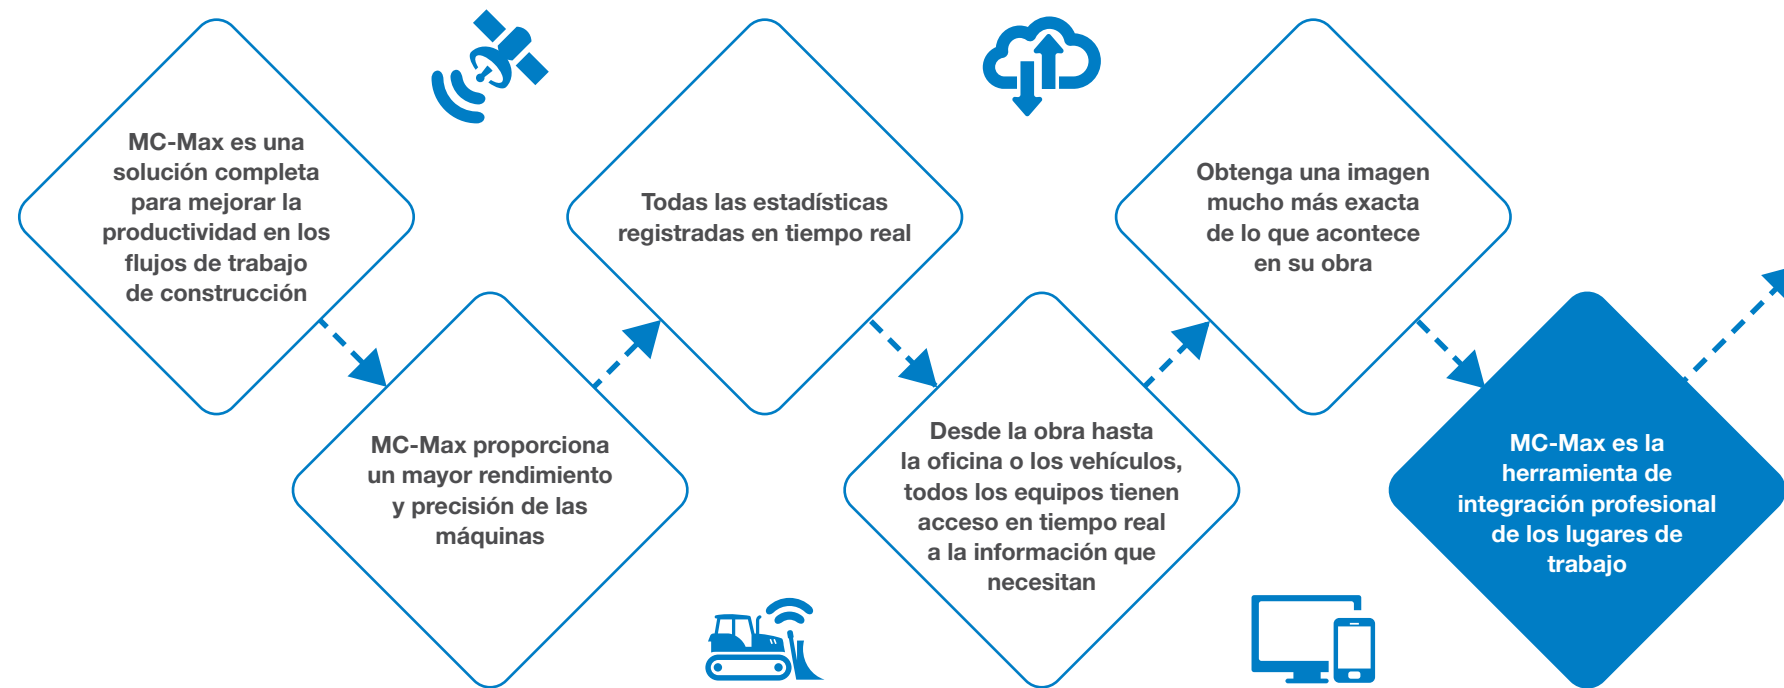 MC-Max es una
solución completa
para mejorar la
productividad en los
flujos de trabajo
de construcción
MC-Max proporciona
un mayor rendimiento
y precisión de las
máquinas
Todas las estadísticas
registradas en tiempo real
Desde la obra hasta
la oficina o los vehículos,
todos los equipos tienen
acceso en tiempo real
a la información que
necesitan
Obtenga una imagen
mucho más exacta
de lo que acontece
en su obra
MC-Max es la
herramienta de
integración profesional
de los lugares de
trabajo